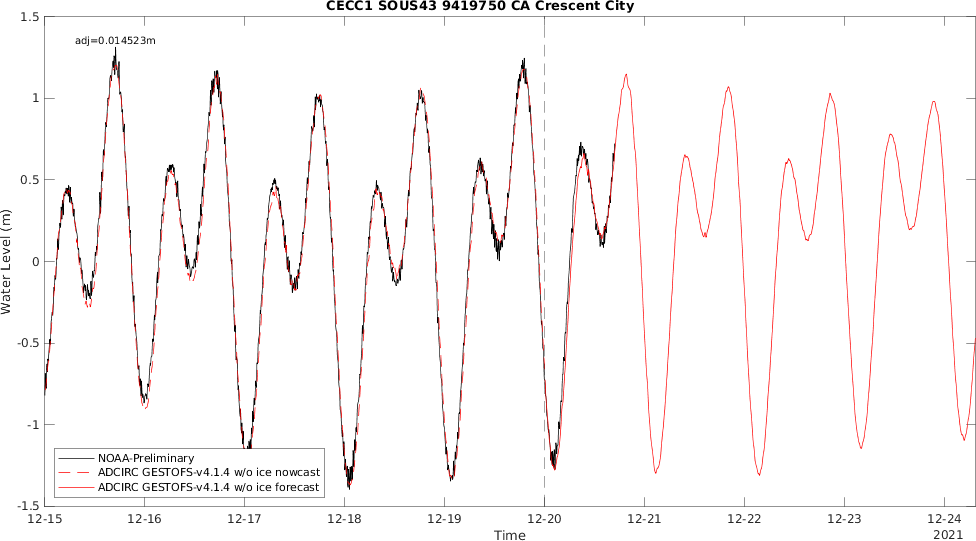 CECC1 SOUS43 9419750 CA Crescent City
adj=0.014523m
1.5
1
0.5
0
-0.5
-1
-1.5
Water Level (m)
NOAA-Preliminary
ADCIRC GESTOFS-v4.1.4 w/o ice nowcast
ADCIRC GESTOFS-v4.1.4 w/o ice forecast
12-15 12-16 12-17 12-18 12-19 12-20 12-21 12-22 12-23 12-24
Time
2021